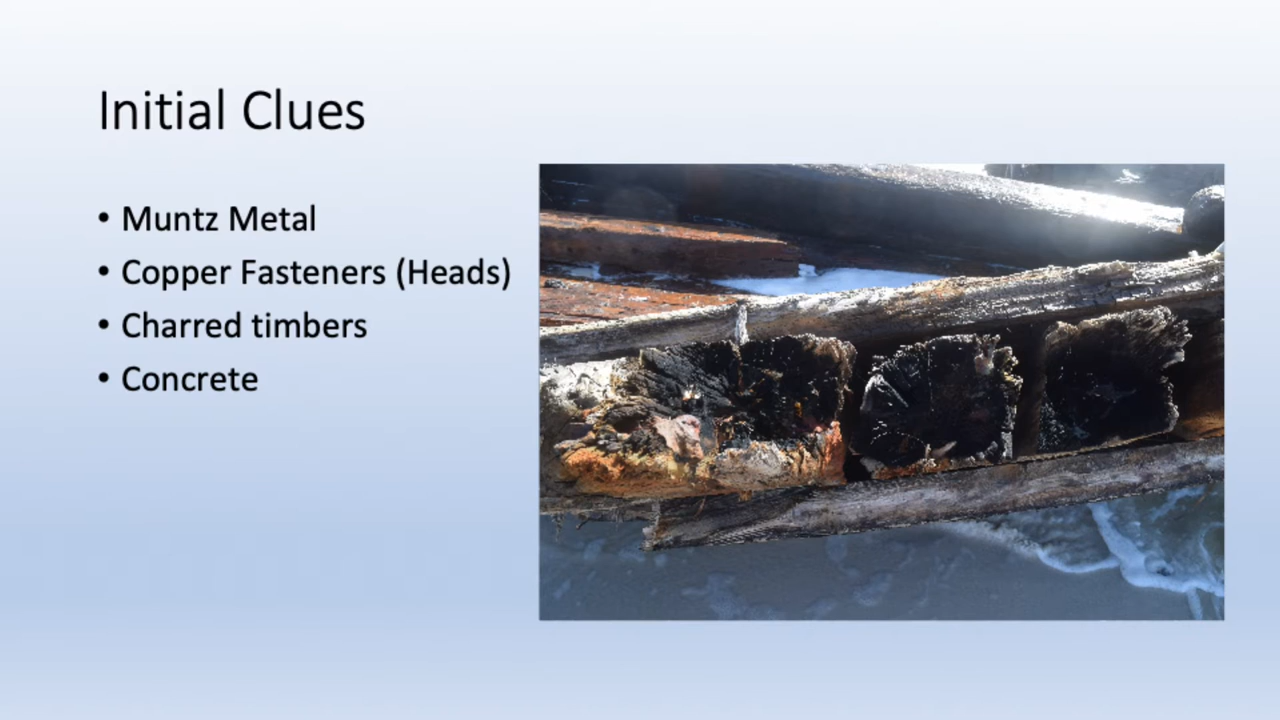 Initial Clues
• Muntz Metal
• Copper Fasteners (Heads)
• Charred timbers
• Concrete